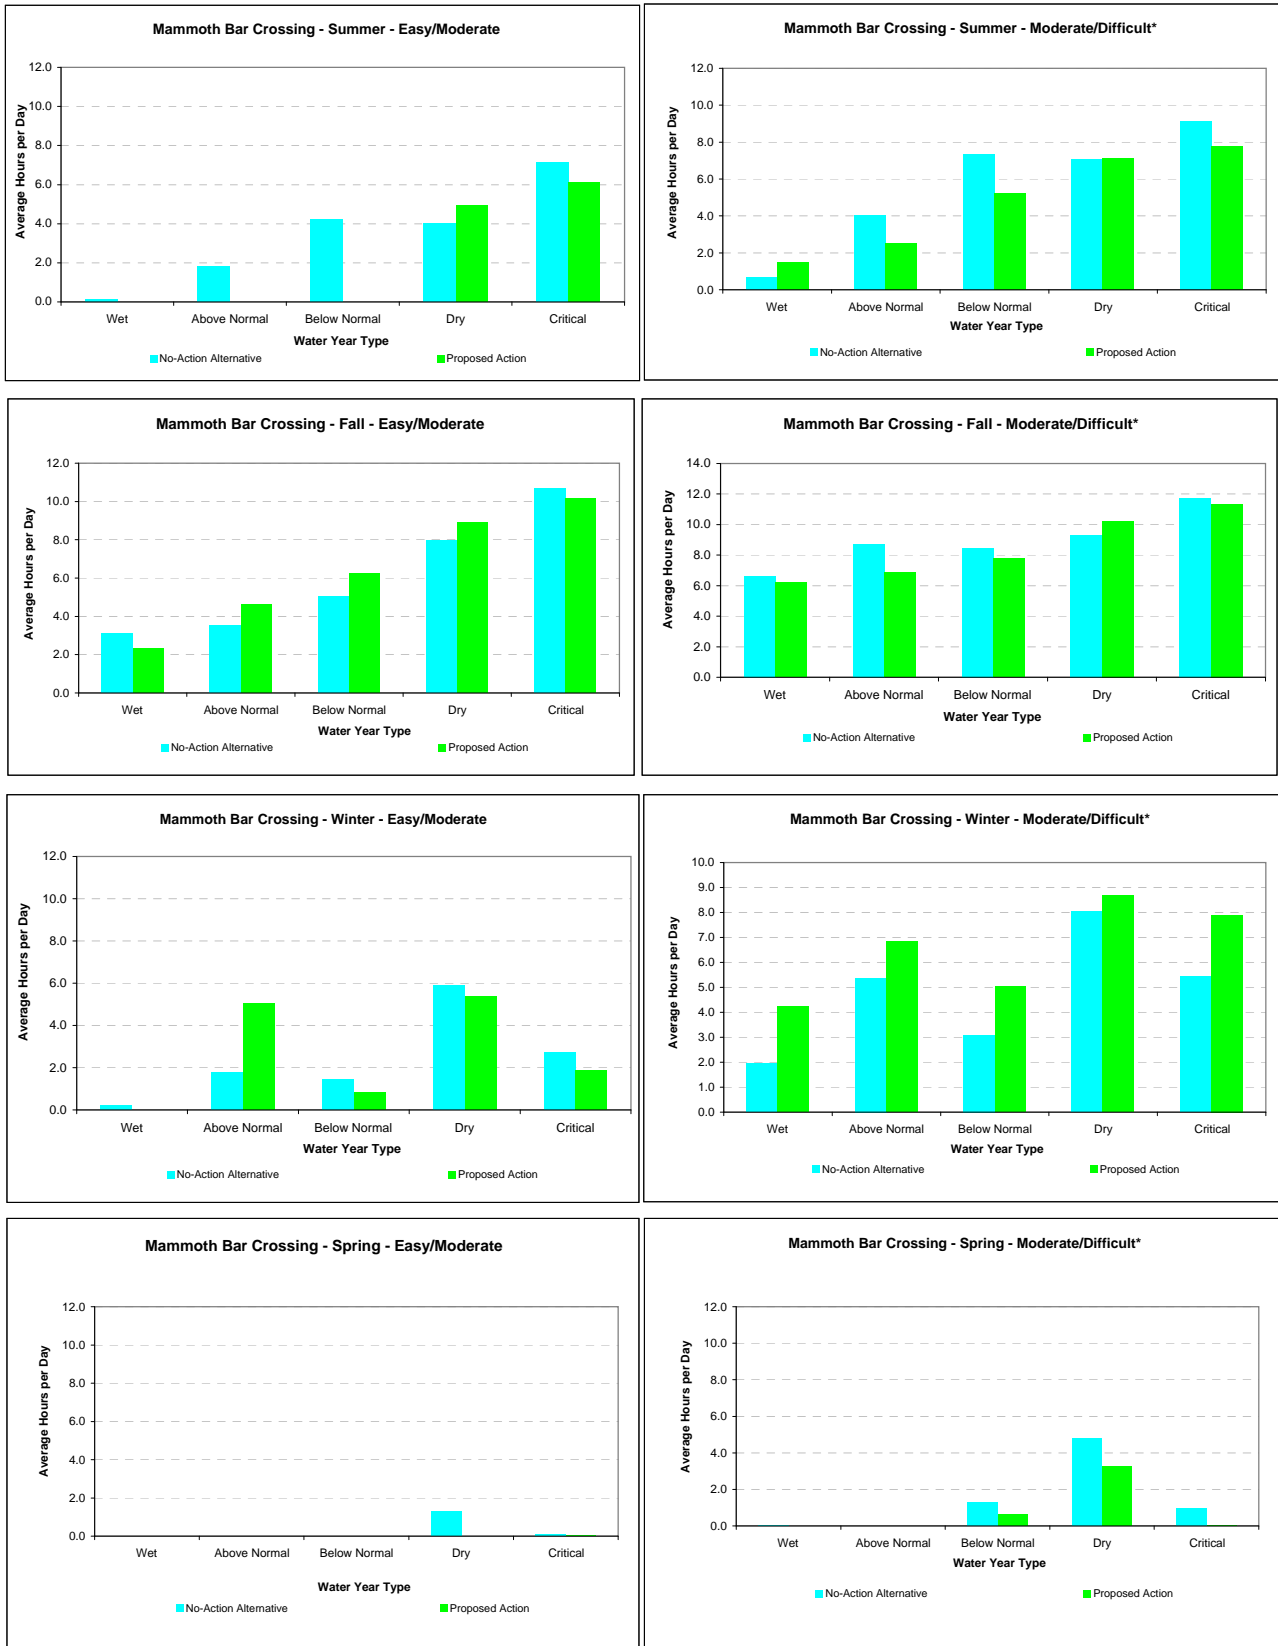 Mammoth Bar Crossing - Summer - Easy/Moderate
Average Hours per Day
12.0
10.0
8.0
6.0
4.0
2.0
0.0
Wet Above Normal Below Normal Dry Critical
Water Year Type
No-Action Alternative Proposed Action
Mammoth Bar Crossing - Summer - Moderate/Difficult*
Average Hours per Day
12.0
10.0
8.0
6.0
4.0
2.0
0.0
Wet Above Normal Below Normal Dry Critical
Water Year Type
No-Action Alternative Proposed Action
Mammoth Bar Crossing - Fall - Easy/Moderate
Average Hours per Day
12.0
10.0
8.0
6.0
4.0
2.0
0.0
Wet Above Normal Below Normal Dry Critical
Water Year Type
No-Action Alternative Proposed Action
Mammoth Bar Crossing - Fall - Moderate/Difficult*
Average Hours per Day
14.0
12.0
10.0
8.0
6.0
4.0
2.0
0.0
Wet Above Normal Below Normal Dry Critical
Water Year Type
No-Action Alternative Proposed Action
Mammoth Bar Crossing - Winter - Easy/Moderate
Average Hours per Day
12.0
10.0
8.0
6.0
4.0
2.0
0.0
Wet Above Normal Below Normal Dry Critical
Water Year Type
No-Action Alternative Proposed Action
Mammoth Bar Crossing - Winter - Moderate/Difficult*
Average Hours per Day
10.0
9.0
8.0
7.0
6.0
5.0
4.0
3.0
2.0
1.0
0.0
Wet Above Normal Below Normal Dry Critical
Water Year Type
No-Action Alternative Proposed Action
Mammoth Bar Crossing - Spring - Easy/Moderate
Average Hours per Day
12.0
10.0
8.0
6.0
4.0
2.0
0.0
Wet Above Normal Below Normal Dry Critical
Water Year Type
No-Action Alternative Proposed Action
Mammoth Bar Crossing - Spring - Moderate/Difficult*
Average Hours per Day
12.0
10.0
8.0
6.0
4.0
2.0
0.0
Wet Above Normal Below Normal Dry Critical
Water Year Type
No-Action Alternative Proposed Action